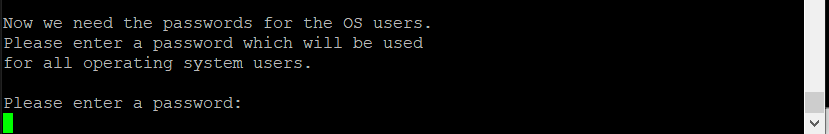 Now we need the passwords for the OS users.
Please enter a password which will be used
for all operating system users.
Please enter a password: